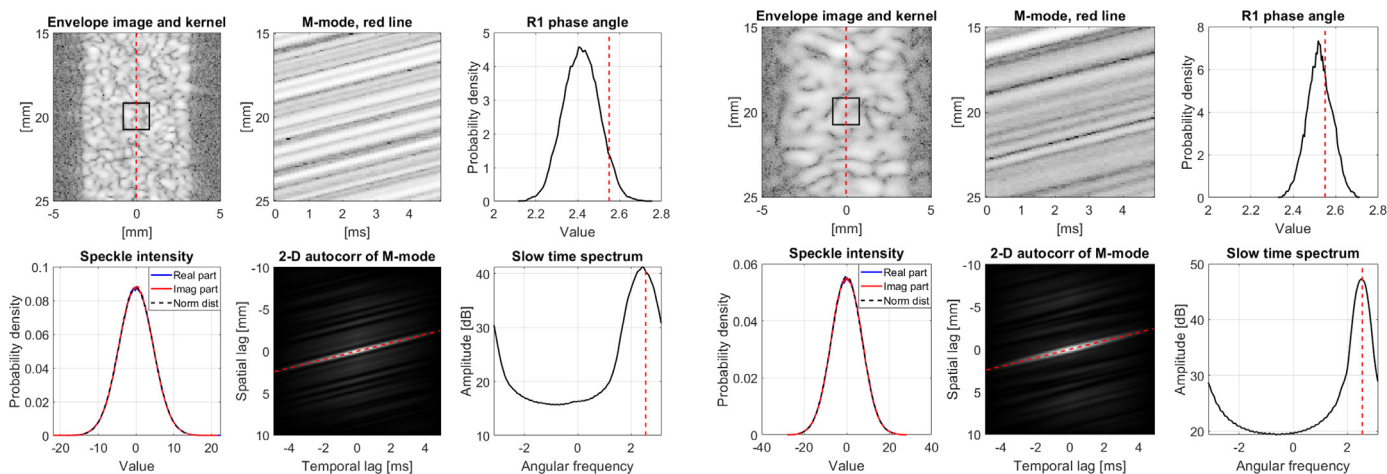 Envelope image and kernel
15
20
25
[mm]
-5 0 5
[mm]
M-mode, red line
15
20
25
[mm]
0 1 2 3 4
[ms]
R1 phase angle
5
4
3
2
1
0
Probability density
2 2.2 2.4 2.6 2.8
Value
Envelope image and kernel
15
20
25
[mm]
-5 0 5
[mm]
M-mode, red line
15
20
25
[mm]
0 1 2 3 4
[ms]
R1 phase angle
8
6
4
2
0
Probability density
2 2.2 2.4 2.6 2.8
Value
Speckle intensity
0.1
0.08
0.06
0.04
0.02
0
Probability density
Real part
Imag part
Norm dist
-20 -10 0 10 20
Value
2-D autocorr of M-mode
-10
-5
0
5
10
Spatial lag [mm]
-4 -2 0 2 4
Temporal lag [ms]
Slow time spectrum
40
30
20
10
Amplitude [dB]
-2 0 2
Angular frequency
Speckle intensity
0.06
0.04
0.02
0
Probability density
Real part
Imag part
Norm dist
-40 -20 0 20 40
Value
2-D autocorr of M-mode
-10
-5
0
5
10
Spatial lag [mm]
-4 -2 0 2 4
Temporal lag [ms]
Slow time spectrum
50
40
30
20
Amplitude [dB]
-2 0 2
Angular frequency